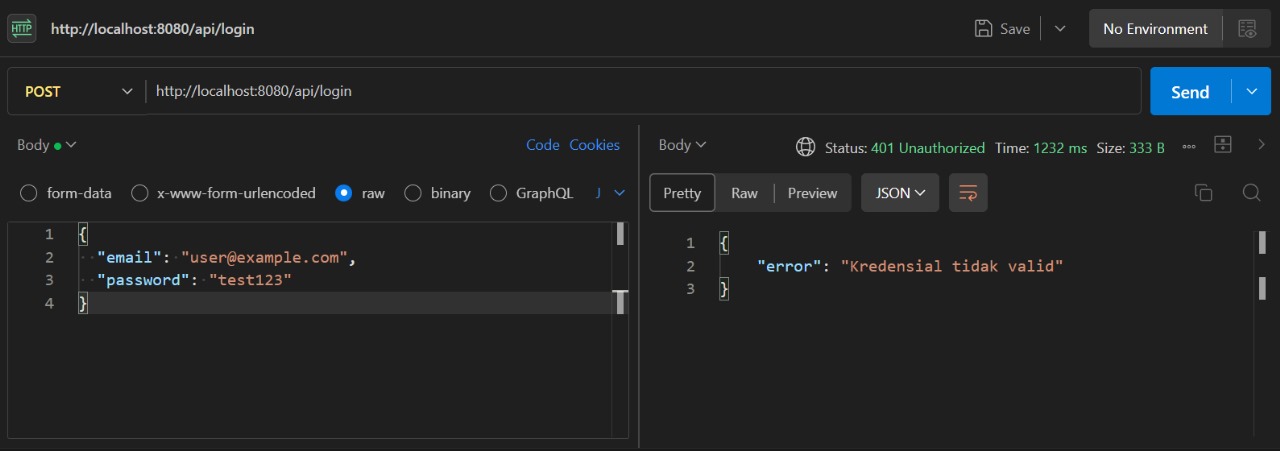 HTTP http://localhost:8080/api/login Save No Environment
POST http://localhost:8080/api/login Send
Body Code Cookies
form-data x-www-form-urlencoded raw binary GraphQL J
1 {
2 "email": "user@example.com",
3 "password": "test123"
4 }
Body Status: 401 Unauthorized Time: 1232 ms Size: 333 B
Pretty Raw Preview JSON
1 {
2 "error": "Kredensial tidak valid"
3 }